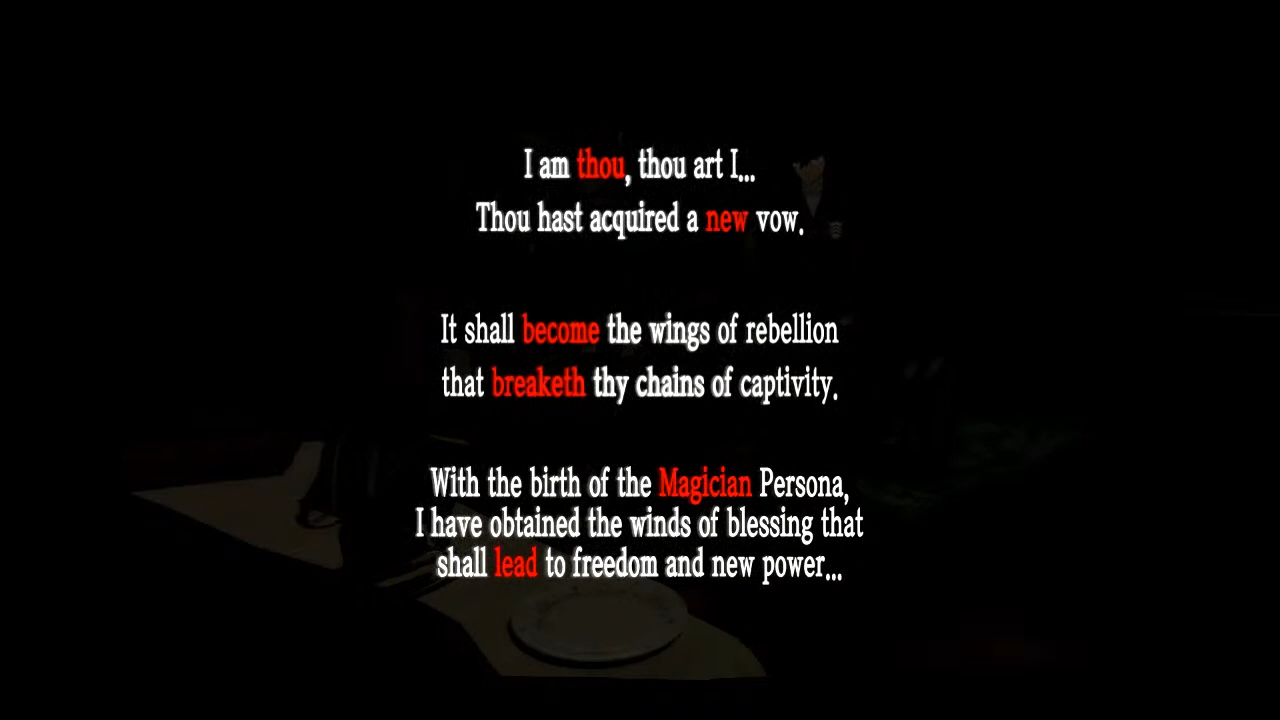 I am thou, thou art I...
Thou hast acquired a new vow.
It shall become the wings of rebellion
that breaketh thy chains of captivity.
With the birth of the Magician Persona,
I have obtained the winds of blessing that
shall lead to freedom and new power...